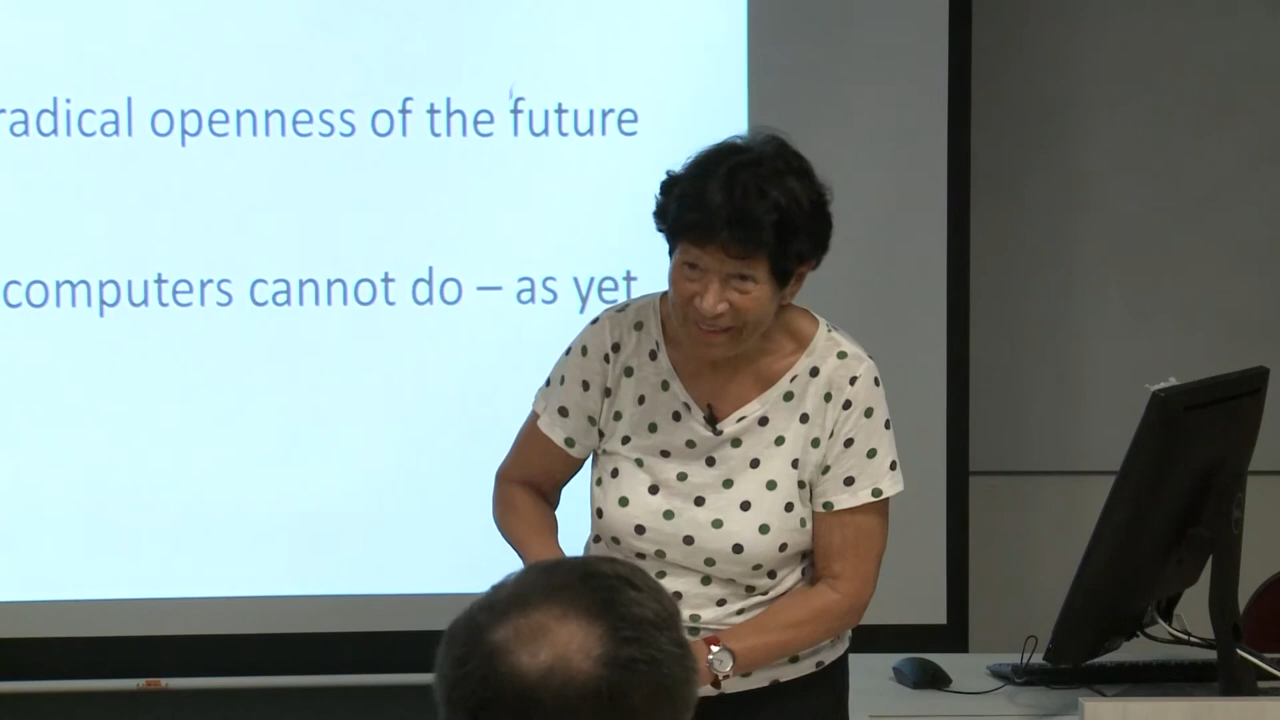 radical openness of the future
computers cannot do – as yet